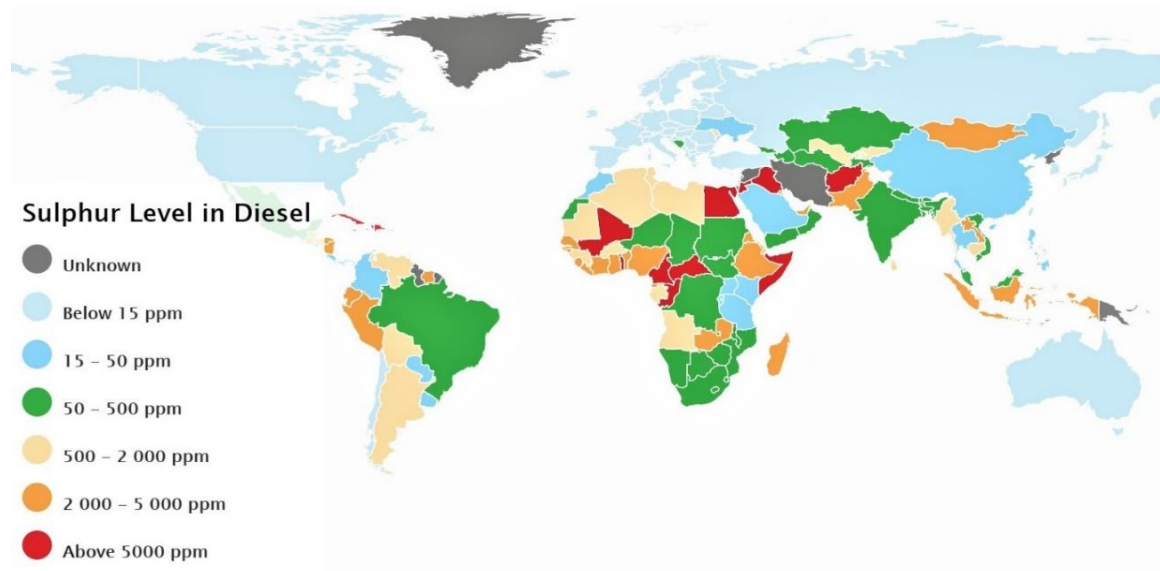 Sulphur Level in Diesel
Unknown
Below 15 ppm
15 – 50 ppm
50 – 500 ppm
500 – 2 000 ppm
2 000 – 5 000 ppm
Above 5000 ppm